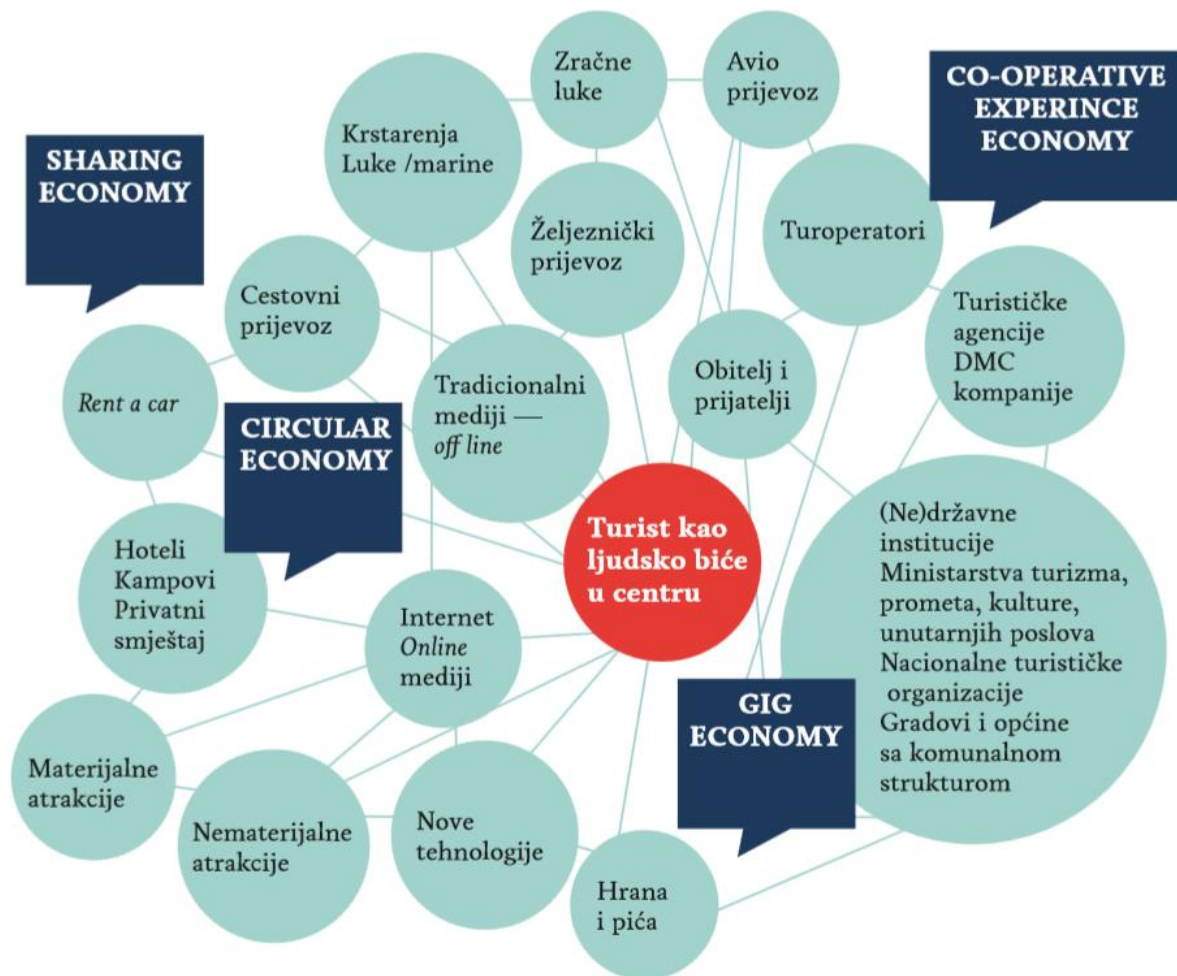 Zračne
luke
Avio
prijevoz
CO-OPERATIVE
EXPERINCE
ECONOMY
Krstarenja
Luke /marine
SHARING
ECONOMY
Željeznički
prijevoz
Turoperatori
Cestovni
prijevoz
Turističke
agencije
DMC
kompanije
Rent a car
Tradicionalni
mediji —
off line
Obitelj i
prijatelji
CIRCULAR
ECONOMY
Turist kao
ljudsko biće
u centru
(Ne)državne
institucije
Ministarstva turizma,
prometa, kulture,
unutarnjih poslova
Nacionalne turističke
organizacije
Gradovi i općine
sa komunalnom
strukturom
Hoteli
Kampovi
Privatni
smještaj
Internet
Online
mediji
GIG
ECONOMY
Materijalne
atrakcije
Nematerijalne
atrakcije
Nove
tehnologije
Hrana
i pića